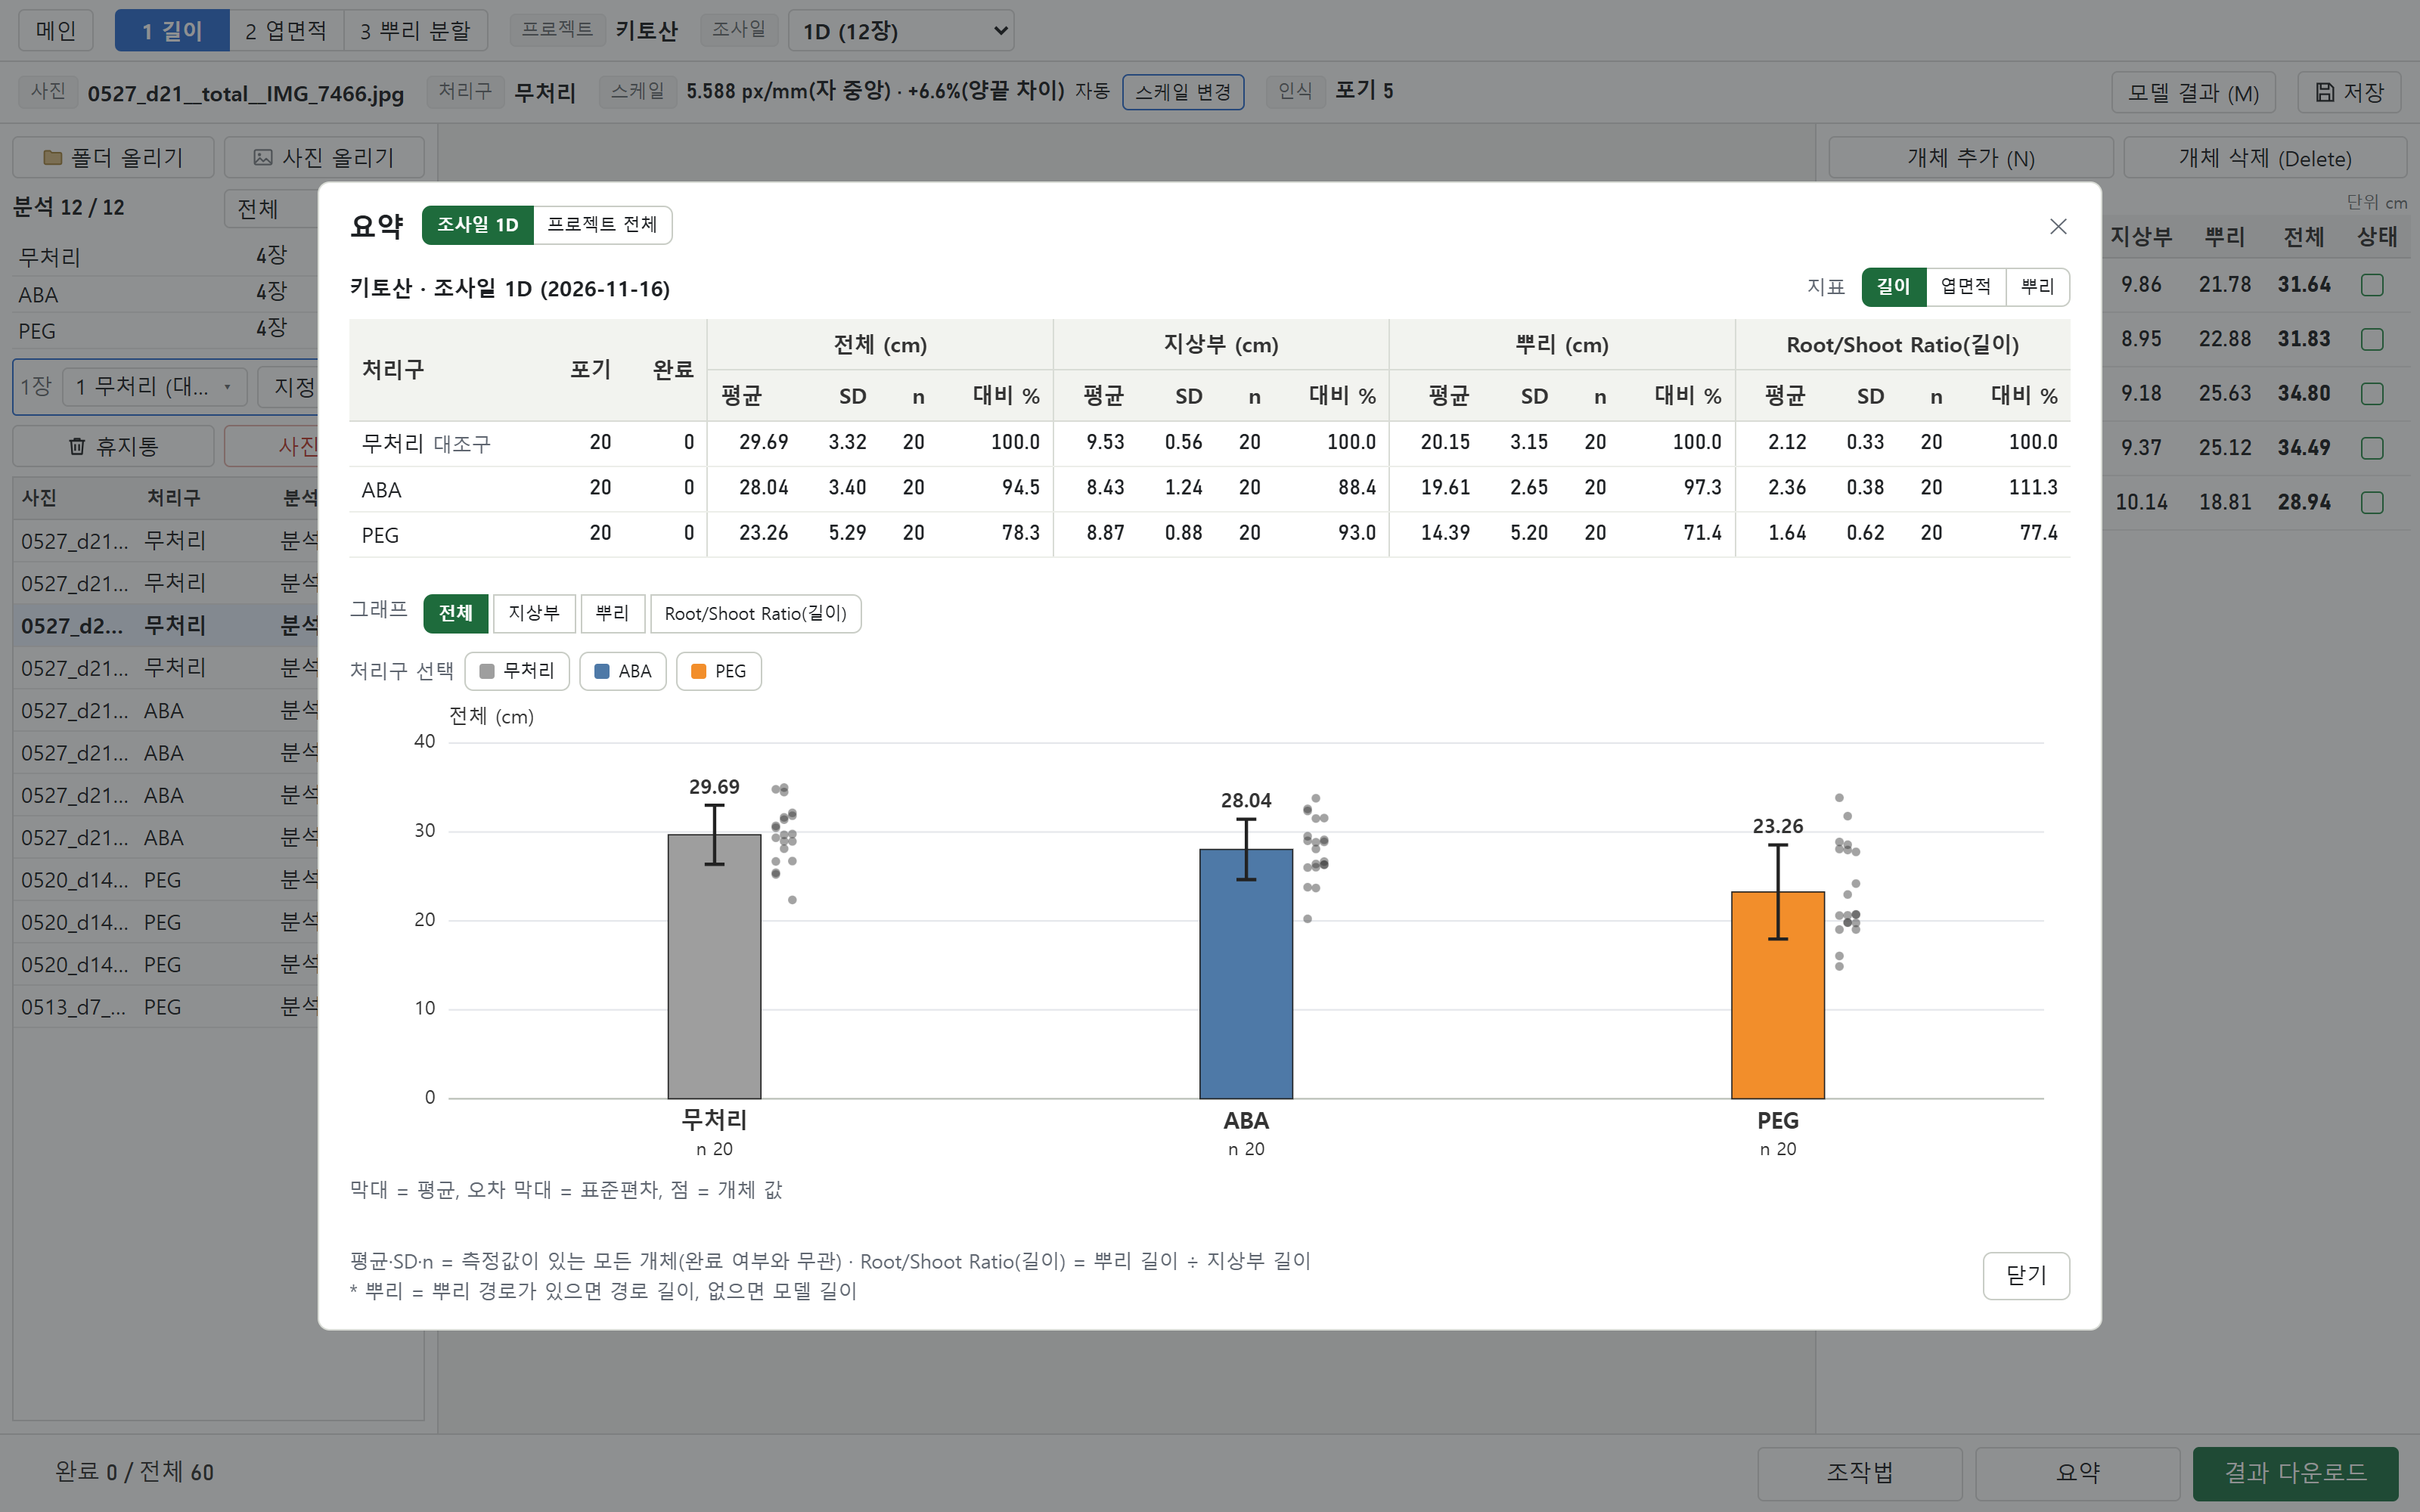 메인 1 길이 2 엽면적 3 뿌리 분할 프로젝트 키토산 조사일 1D (12장)
사진 0527_d21__total__IMG_7466.jpg 처리구 무처리 스케일 5.588 px/mm(자 중앙) · +6.6%(양끝 차이) 자동 스케일 변경 인식 포기 5 모델 결과 (M) 저장
폴더 올리기 사진 올리기
분석 12 / 12 전체
무처리 4장
ABA 4장
PEG 4장
1장 1 무처리 (대... 지정
휴지통 사진
사진 처리구 분석
0527_d21... 무처리 분석
0527_d21... 무처리 분석
0527_d2... 무처리 분석
0527_d21... 무처리 분석
0527_d21... ABA 분석
0527_d21... ABA 분석
0527_d21... ABA 분석
0527_d21... ABA 분석
0520_d14... PEG 분석
0520_d14... PEG 분석
0520_d14... PEG 분석
0513_d7_... PEG 분석
요약 조사일 1D 프로젝트 전체
키토산 · 조사일 1D (2026-11-16) 지표 길이 엽면적 뿌리
처리구 포기 완료 전체 (cm) 지상부 (cm) 뿌리 (cm) Root/Shoot Ratio(길이)
평균 SD n 대비 % 평균 SD n 대비 % 평균 SD n 대비 % 평균 SD n 대비 %
무처리 대조구 20 0 29.69 3.32 20 100.0 9.53 0.56 20 100.0 20.15 3.15 20 100.0 2.12 0.33 20 100.0
ABA 20 0 28.04 3.40 20 94.5 8.43 1.24 20 88.4 19.61 2.65 20 97.3 2.36 0.38 20 111.3
PEG 20 0 23.26 5.29 20 78.3 8.87 0.88 20 93.0 14.39 5.20 20 71.4 1.64 0.62 20 77.4
그래프 전체 지상부 뿌리 Root/Shoot Ratio(길이)
처리구 선택 무처리 ABA PEG
전체 (cm)
40
30
20
10
0
29.69
28.04
23.26
무처리 ABA PEG
n 20 n 20 n 20
막대 = 평균, 오차 막대 = 표준편차, 점 = 개체 값
평균·SD·n = 측정값이 있는 모든 개체(완료 여부와 무관) · Root/Shoot Ratio(길이) = 뿌리 길이 ÷ 지상부 길이
* 뿌리 = 뿌리 경로가 있으면 경로 길이, 없으면 모델 길이
닫기
개체 추가 (N) 개체 삭제 (Delete)
단위 cm
지상부 뿌리 전체 상태
9.86 21.78 31.64
8.95 22.88 31.83
9.18 25.63 34.80
9.37 25.12 34.49
10.14 18.81 28.94
완료 0 / 전체 60 조작법 요약 결과 다운로드